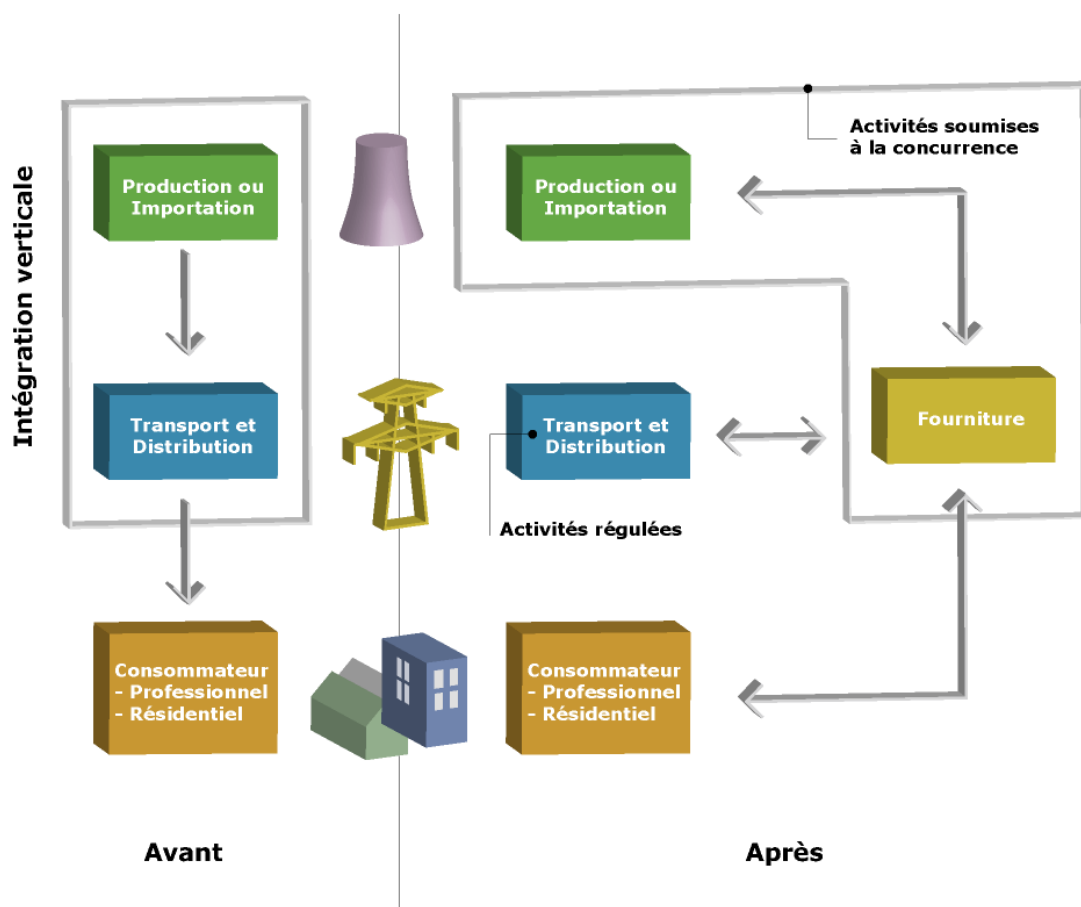 Intégration verticale
Production ou
Importation
Transport et
Distribution
Consommateur
- Professionnel
- Résidentiel
Avant
Activités soumises
à la concurrence
Production ou
Importation
Transport et
Distribution
Fourniture
Activités régulées
Consommateur
- Professionnel
- Résidentiel
Après